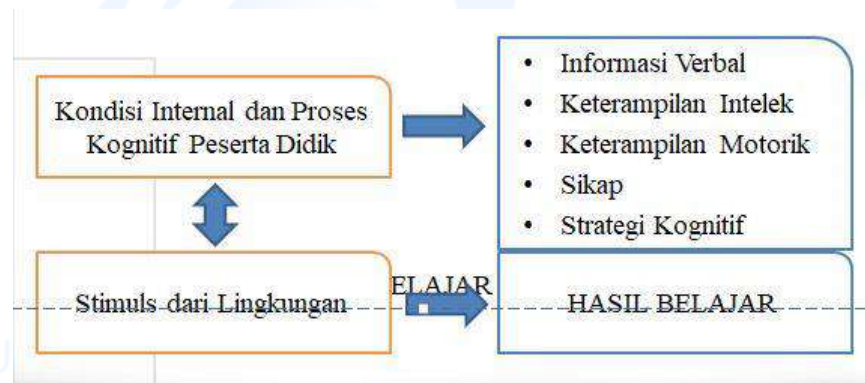 Kondisi Internal dan Proses
Kognitif Peserta Didik
• Informasi Verbal
• Keterampilan Intelek
• Keterampilan Motorik
• Sikap
• Strategi Kognitif
Stimuls dari Lingkungan
ELAJAR
HASIL BELAJAR